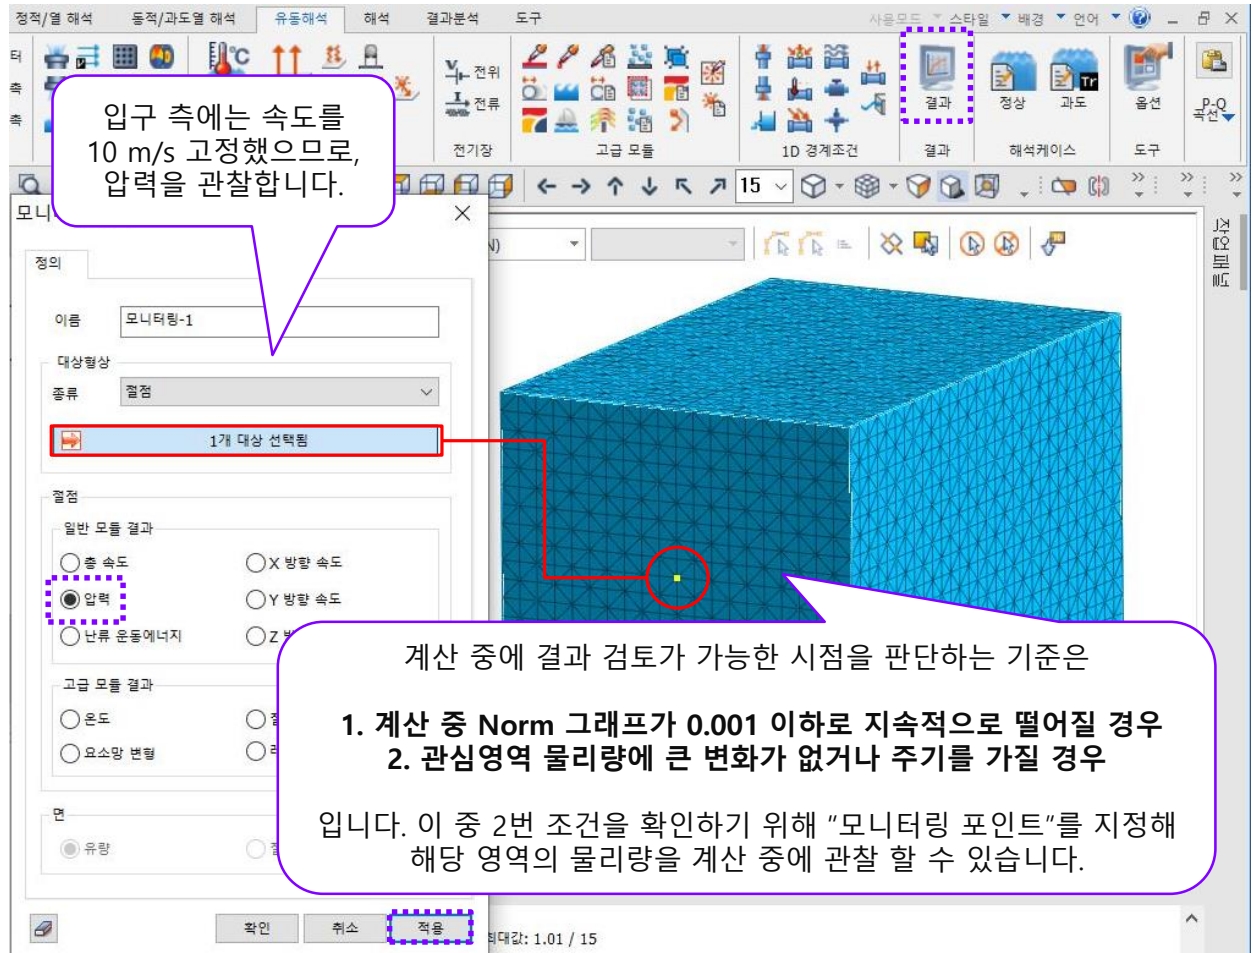 정적/열 해석 동적/과도열 해석 유동해석 해석 결과분석 도구
사용모드 스타일 배경 언어
터
측
측
전위
전류
Tr
결과 정상 과도 옵션 P-Q
곡선
전기장 고급 모듈 1D 경계조건 결과 해석케이스 도구
15
입구 측에는 속도를
10 m/s 고정했으므로,
압력을 관찰합니다.
작업패널
정의
이름 모니터링-1
대상형상
종류 절점
1개 대상 선택됨
절점
일반 모듈 결과
총 속도 X 방향 속도
압력 Y 방향 속도
난류 운동에너지 Z
고급 모듈 결과
온도
요소망 변형
면
유량
확인 취소 적용
계산 중에 결과 검토가 가능한 시점을 판단하는 기준은
1. 계산 중 Norm 그래프가 0.001 이하로 지속적으로 떨어질 경우
2. 관심영역 물리량에 큰 변화가 없거나 주기를 가질 경우
입니다. 이 중 2번 조건을 확인하기 위해 “모니터링 포인트”를 지정해
해당 영역의 물리량을 계산 중에 관찰 할 수 있습니다.
최대값: 1.01 / 15